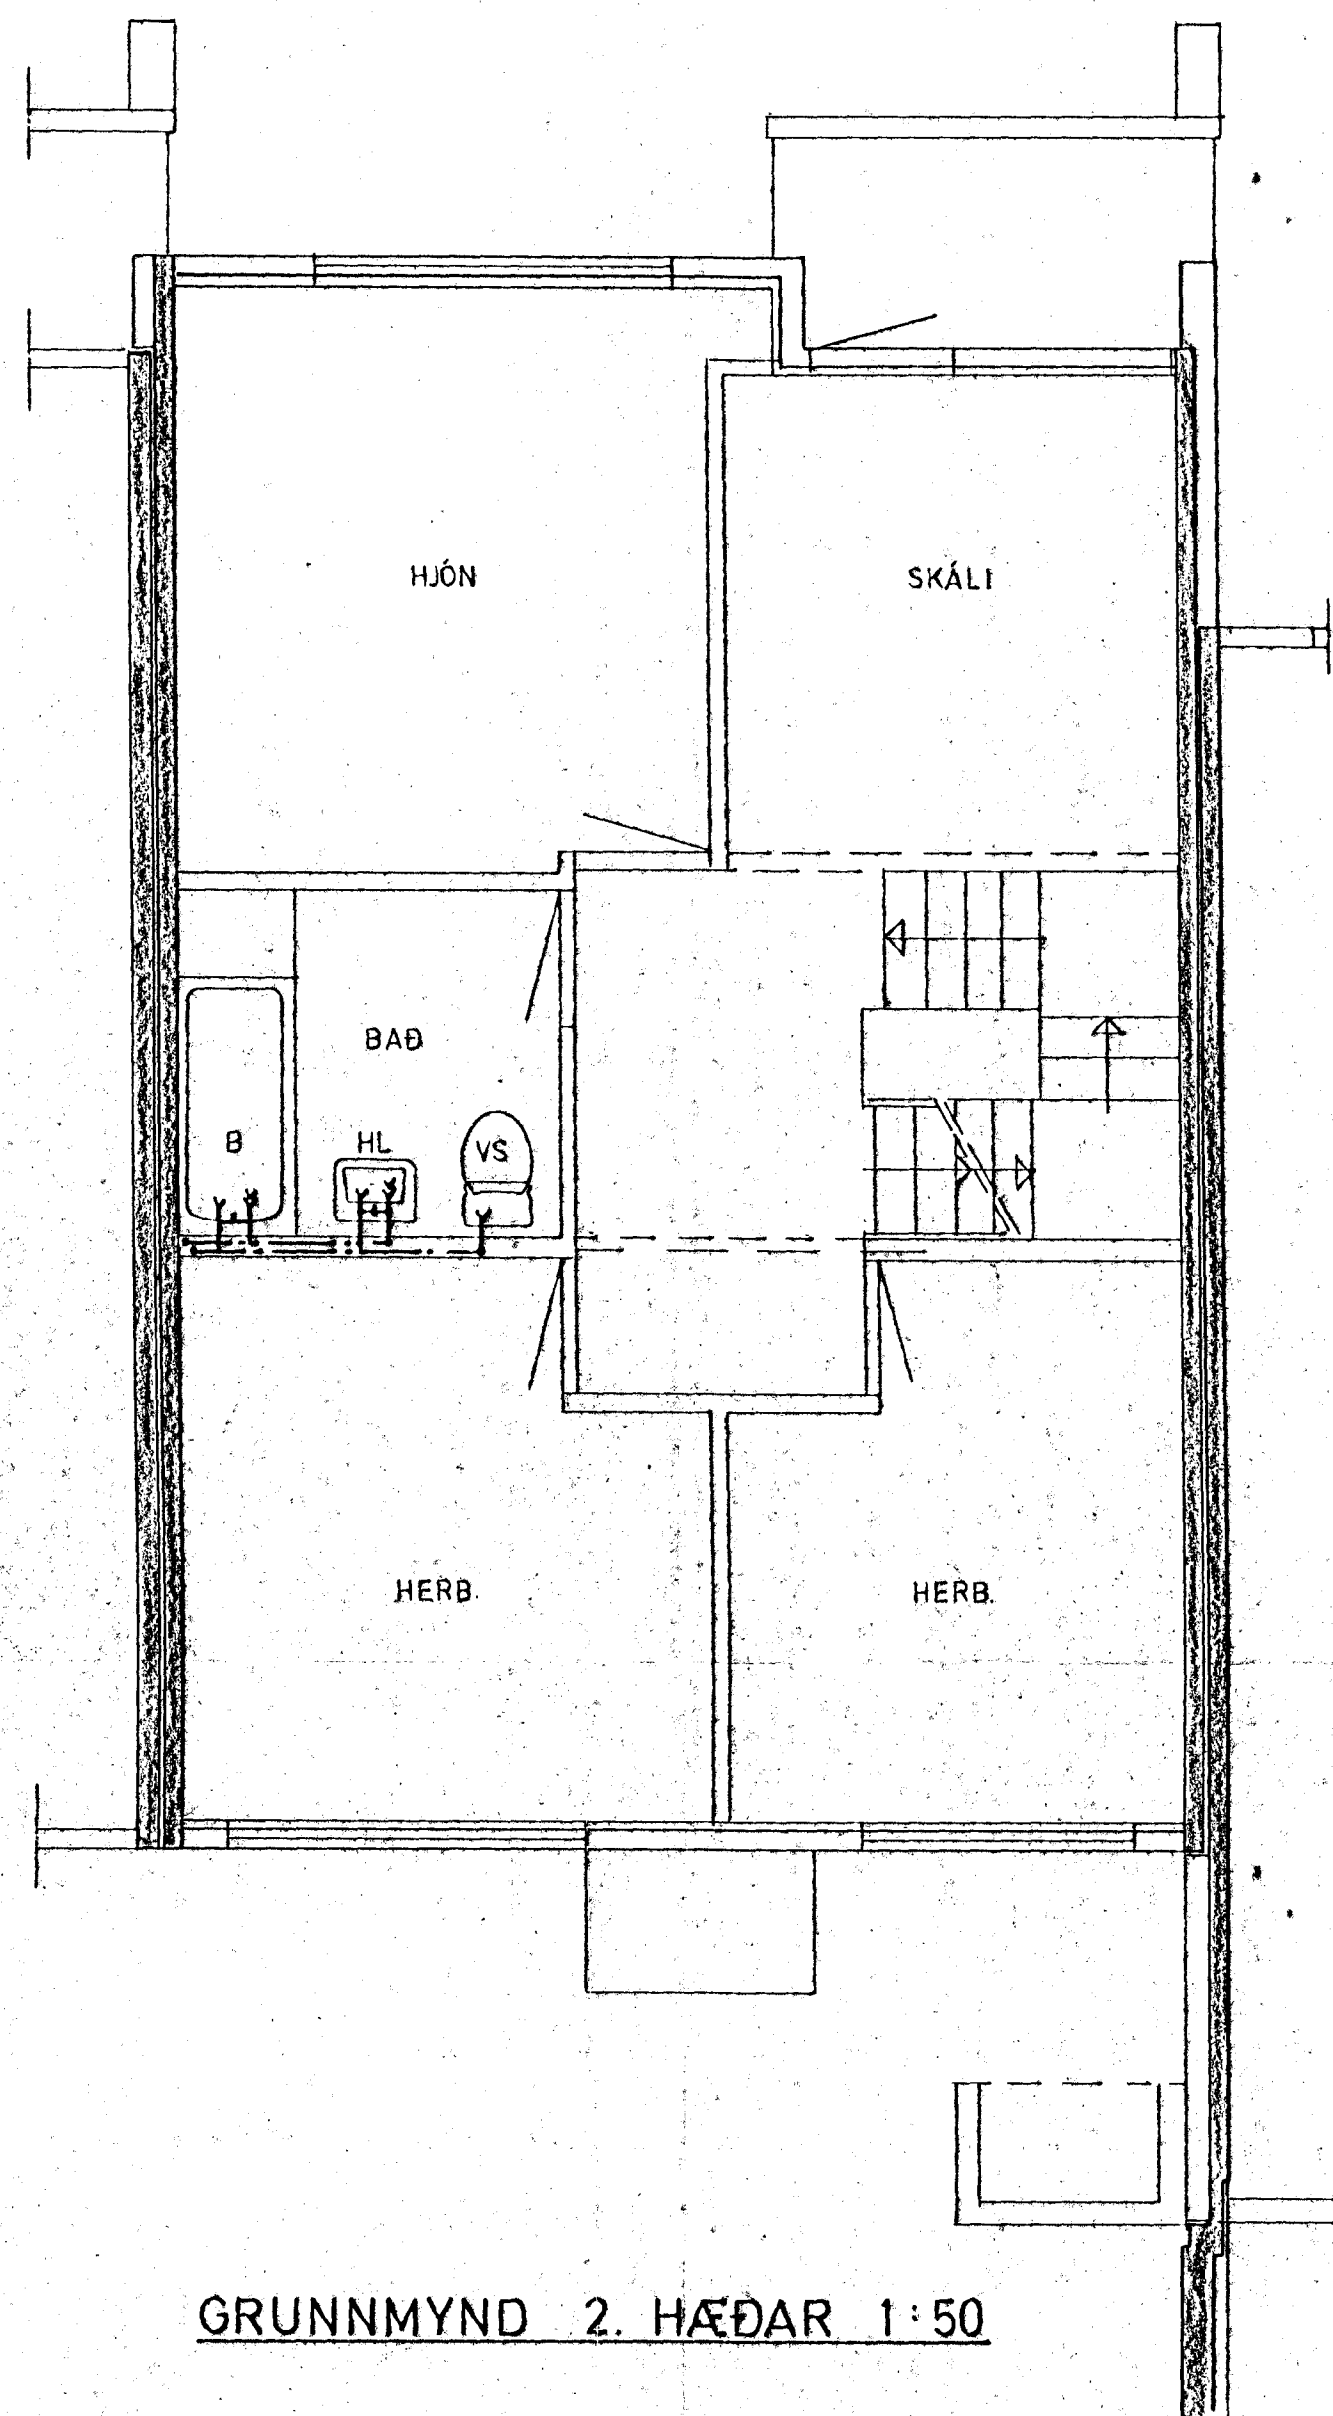 HJÓN
SKÁLI
BAÐ
B
HL
VS
HERB.
HERB.
GRUNNMYND 2. HÆÐAR 1:50